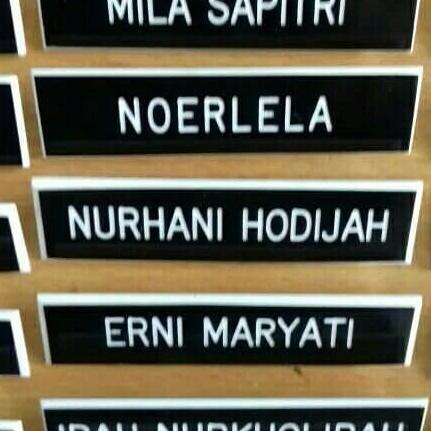 MILA SAPITRI
NOERLELA
NURHANI HODIJAH
ERNI MARYATI